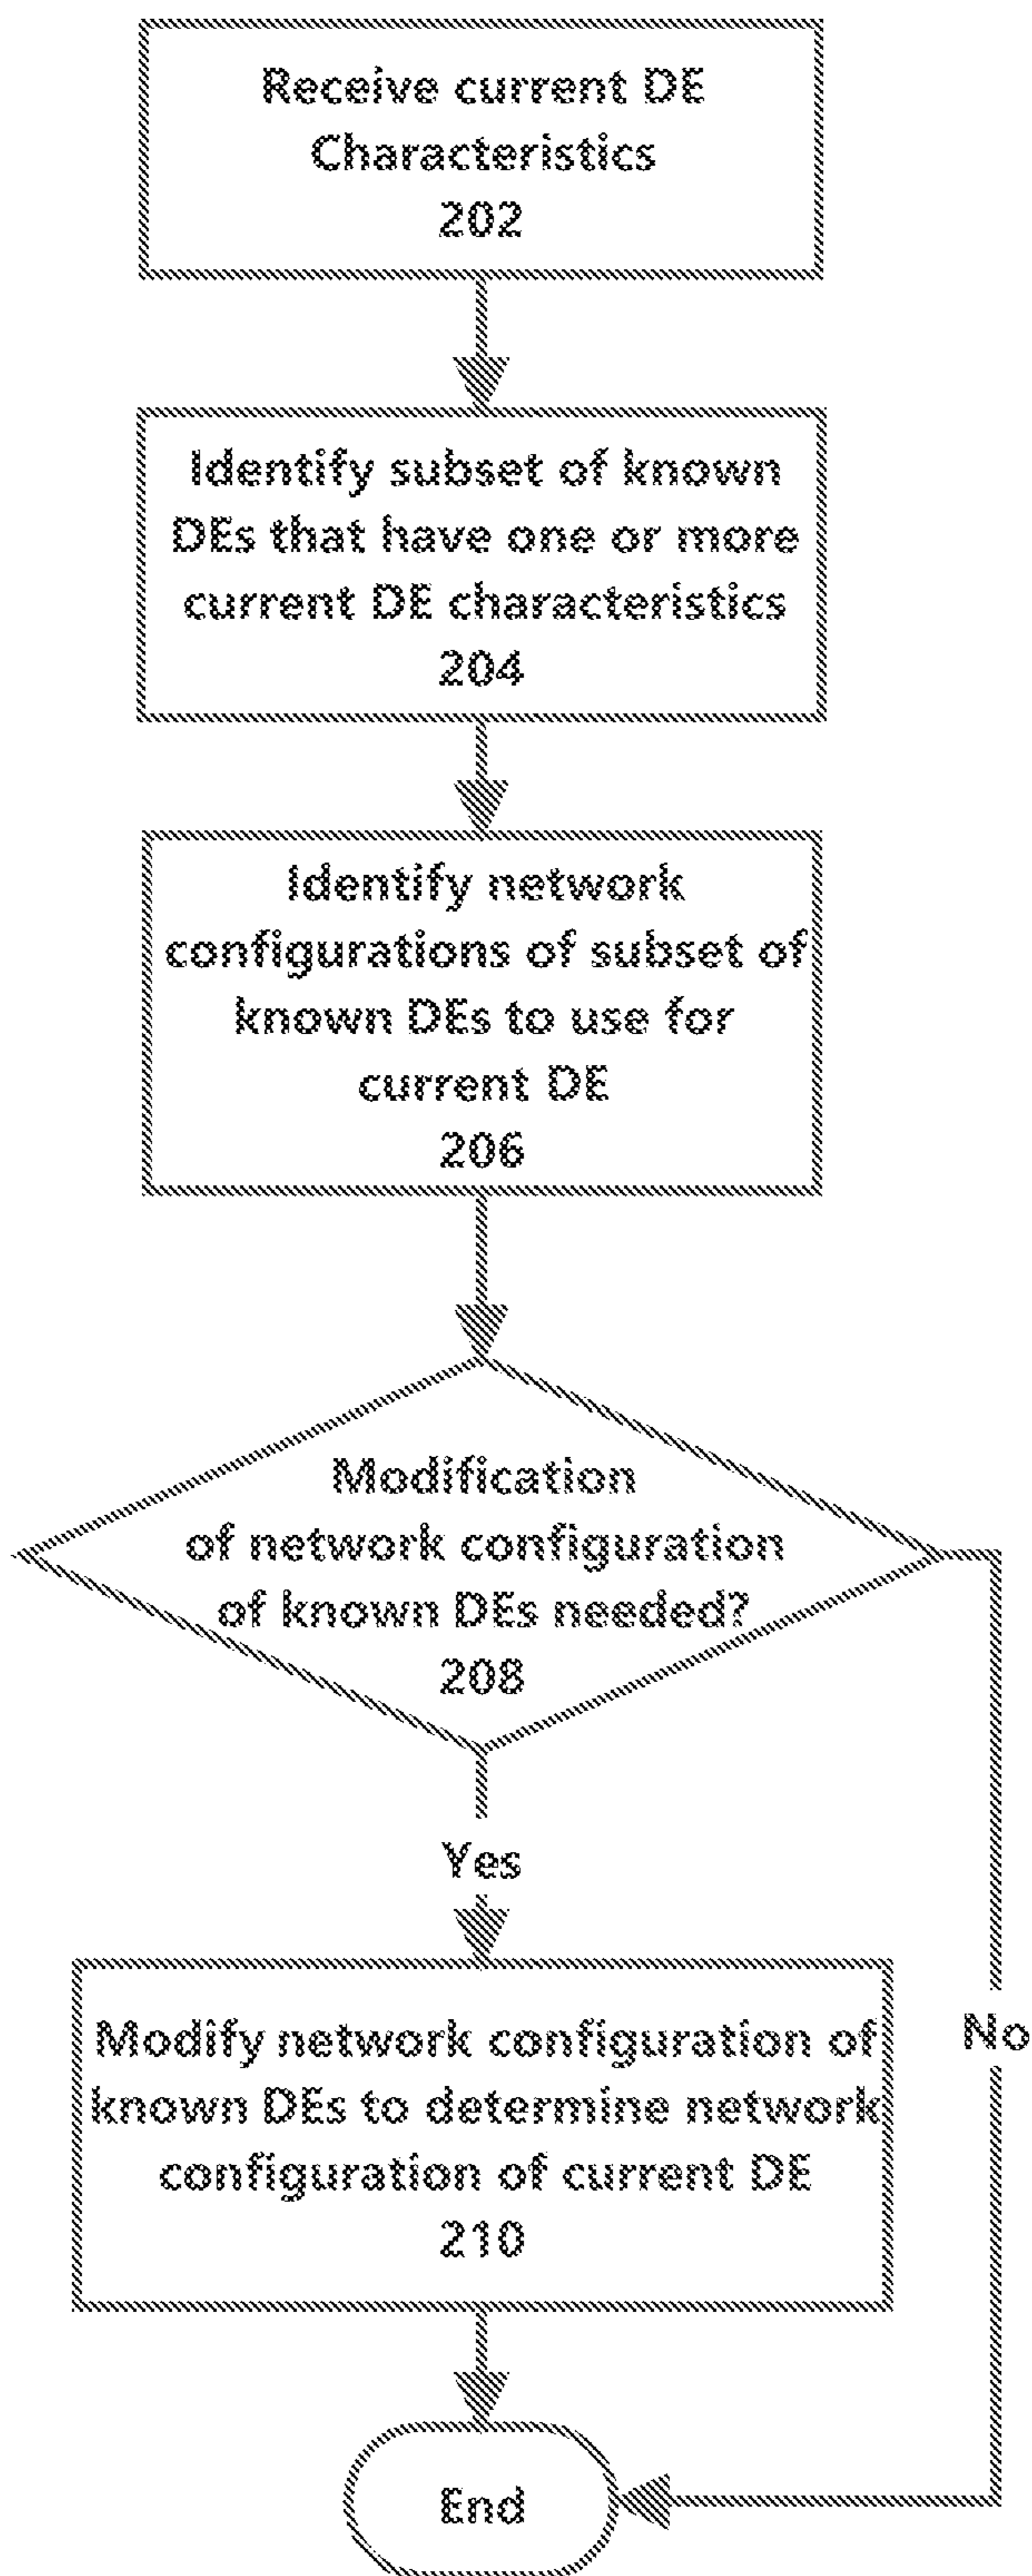 Receive current DE
Characteristics
202
Identify subset of known
DEs that have one or more
current DE characteristics
204
Identify network
configurations of subset of
known DEs to use for
current DE
206
Modification
of network configuration
of known DEs needed?
208
Yes
No
Modify network configuration of
known DEs to determine network
configuration of current DE
210
End